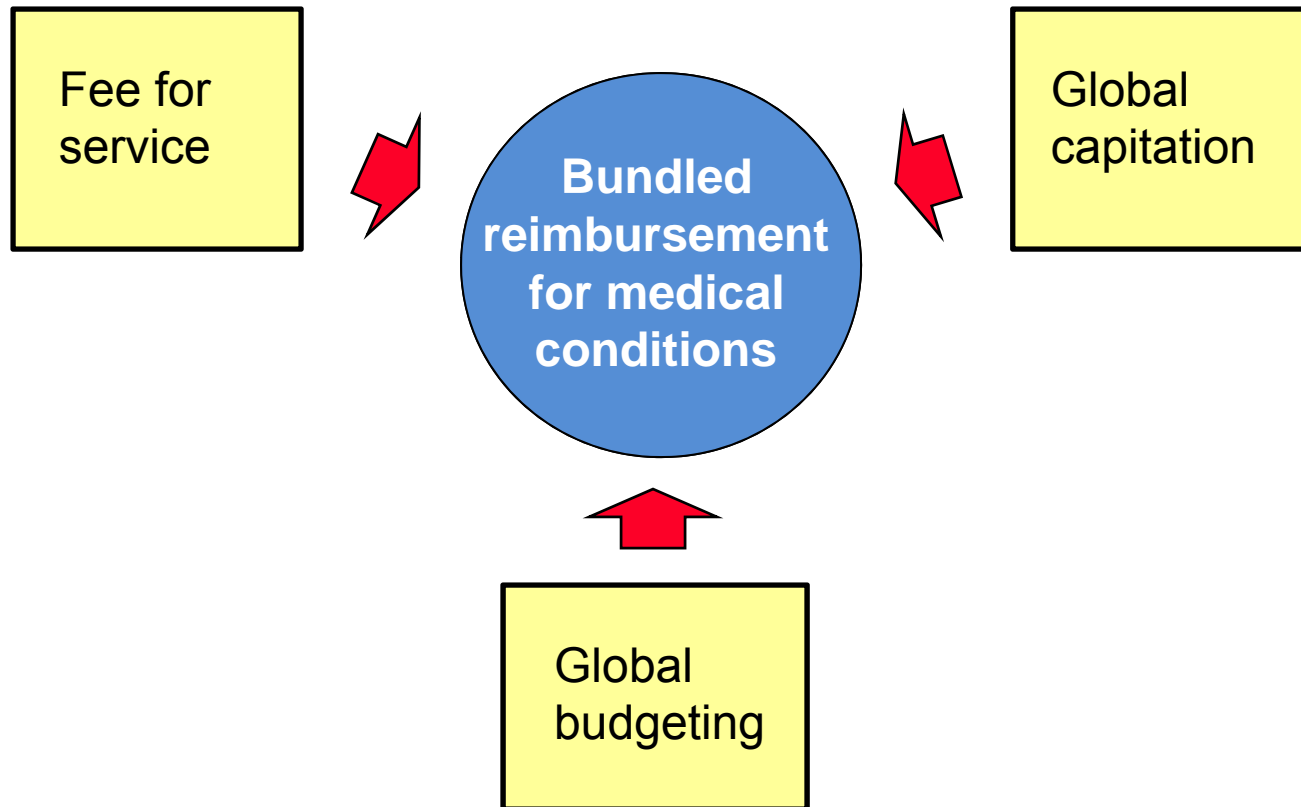 Fee for
service
Bundled
reimbursement
for medical
conditions
Global
capitation
Global
budgeting